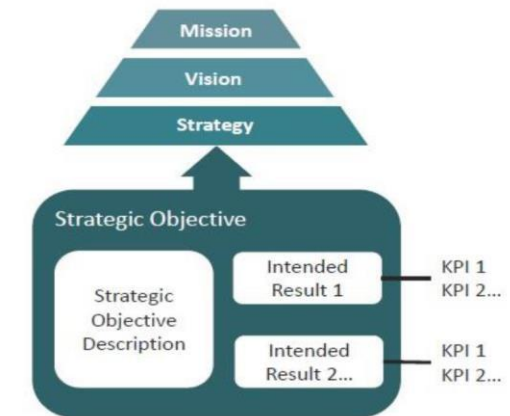 Mission
Vision
Strategy
Strategic Objective
Strategic
Objective
Description
Intended
Result 1
KPI 1
KPI 2...
Intended
Result 2...
KPI 1
KPI 2...